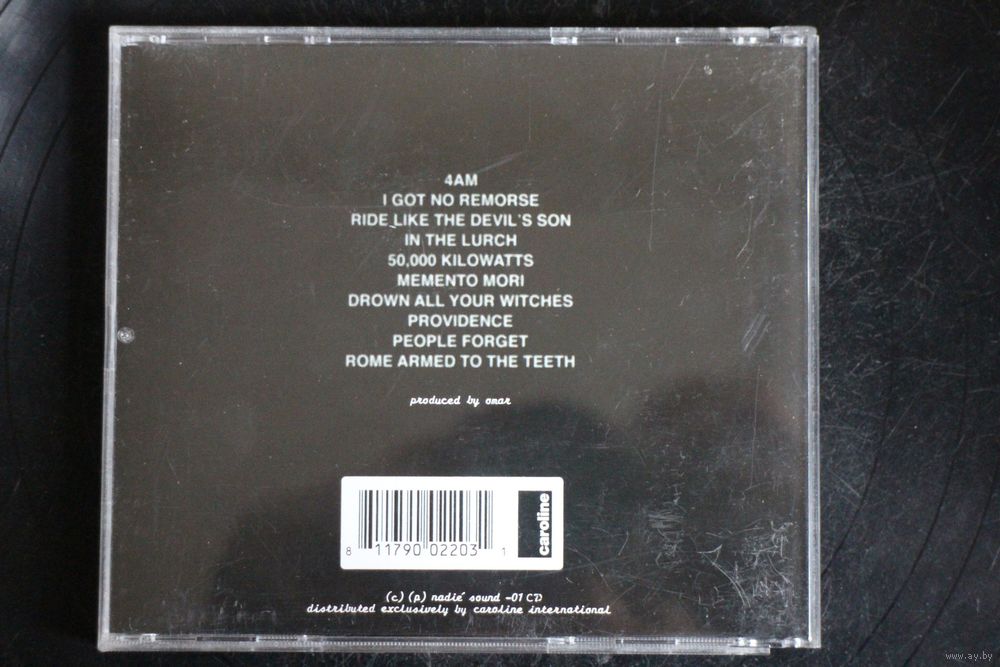 4AM
I GOT NO REMORSE
RIDE LIKE THE DEVIL'S SON
IN THE LURCH
50,000 KILOWATTS
MEMENTO MORI
DROWN ALL YOUR WITCHES
PROVIDENCE
PEOPLE FORGET
ROME ARMED TO THE TEETH
produced by omar
caroline
8 11790 02203 1
(c) (p) nadie sound -01 CD
distributed exclusively by caroline international
www.ay.by